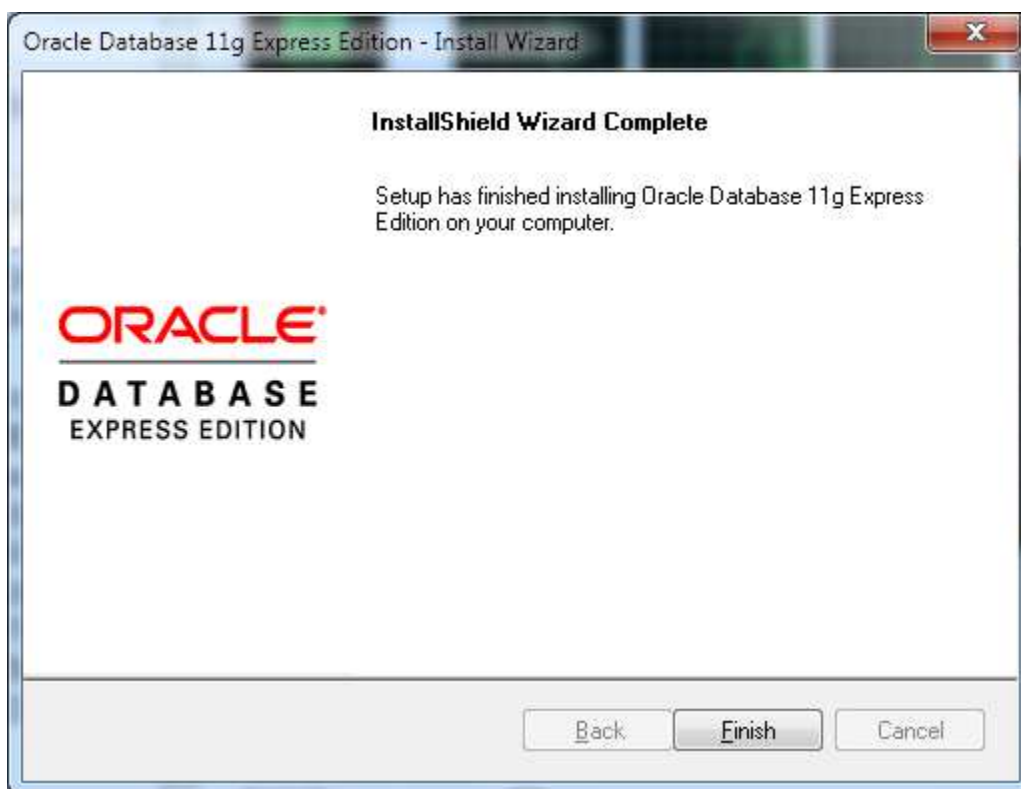 Oracle Database 11g Express Edition - Install Wizard
InstallShield Wizard Complete
Setup has finished installing Oracle Database 11g Express
Edition on your computer.
ORACLE
DATABASE
EXPRESS EDITION
Back
Finish
Cancel